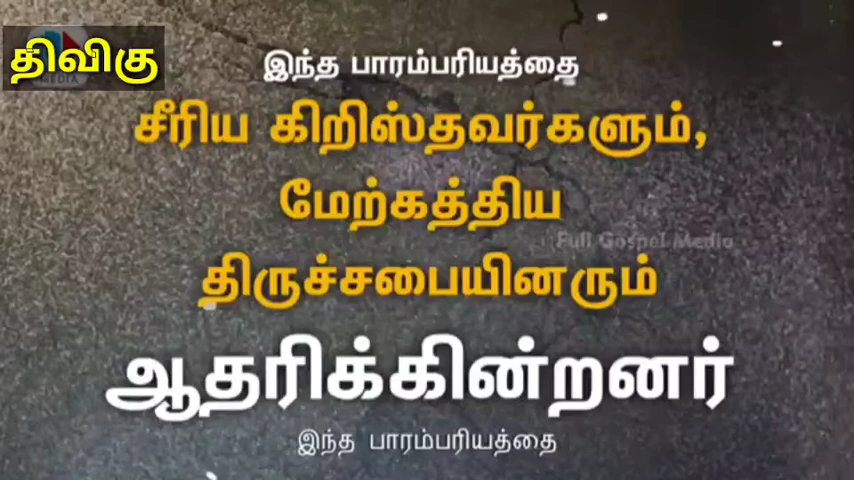 திவிகு
இந்த பாரம்பரியத்தை
சீரிய கிறிஸ்தவர்களும்,
மேற்கத்திய
Full Gospel Media
திருச்சபையினரும்
ஆதரிக்கின்றனர்
இந்த பாரம்பரியத்தை